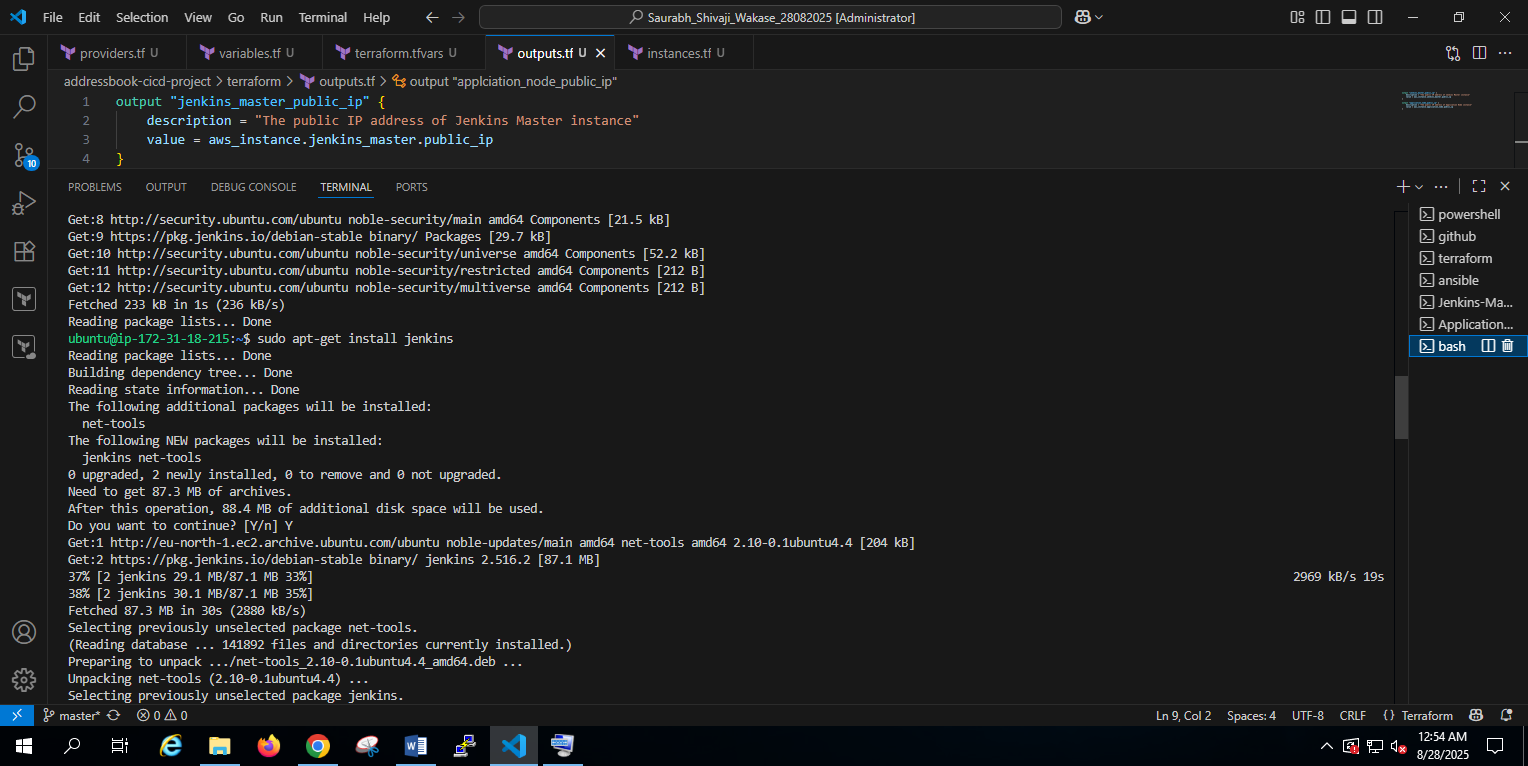 File Edit Selection View Go Run Terminal Help Saurabh_Shivaji_Wakase_28082025 [Administrator]
providers.tf U variables.tf U terraform.tfvars U outputs.tf U instances.tf U
addressbook-cicd-project > terraform > outputs.tf > output "applciation_node_public_ip"
1 output "jenkins_master_public_ip" {
2 description = "The public IP address of Jenkins Master instance"
3 value = aws_instance.jenkins_master.public_ip
4 }
10
PROBLEMS OUTPUT DEBUG CONSOLE TERMINAL PORTS
Get:8 http://security.ubuntu.com/ubuntu noble-security/main amd64 Components [21.5 kB]
Get:9 https://pkg.jenkins.io/debian-stable binary/ Packages [29.7 kB]
Get:10 http://security.ubuntu.com/ubuntu noble-security/universe amd64 Components [52.2 kB]
Get:11 http://security.ubuntu.com/ubuntu noble-security/restricted amd64 Components [212 B]
Get:12 http://security.ubuntu.com/ubuntu noble-security/multiverse amd64 Components [212 B]
Fetched 233 kB in 1s (236 kB/s)
Reading package lists... Done
ubuntu@ip-172-31-18-215:~$ sudo apt-get install jenkins
Reading package lists... Done
Building dependency tree... Done
Reading state information... Done
The following additional packages will be installed:
net-tools
The following NEW packages will be installed:
jenkins net-tools
0 upgraded, 2 newly installed, 0 to remove and 0 not upgraded.
Need to get 87.3 MB of archives.
After this operation, 88.4 MB of additional disk space will be used.
Do you want to continue? [Y/n] Y
Get:1 http://eu-north-1.ec2.archive.ubuntu.com/ubuntu noble-updates/main amd64 net-tools amd64 2.10-0.1ubuntu4.4 [204 kB]
Get:2 https://pkg.jenkins.io/debian-stable binary/ jenkins 2.516.2 [87.1 MB]
37% [2 jenkins 29.1 MB/87.1 MB 33%] 2969 kB/s 19s
38% [2 jenkins 30.1 MB/87.1 MB 35%]
Fetched 87.3 MB in 30s (2880 kB/s)
Selecting previously unselected package net-tools.
(Reading database ... 141892 files and directories currently installed.)
Preparing to unpack .../net-tools_2.10-0.1ubuntu4.4_amd64.deb ...
Unpacking net-tools (2.10-0.1ubuntu4.4) ...
Selecting previously unselected package jenkins.
powershell
github
terraform
ansible
Jenkins-Ma...
Application...
bash
master* 0 0 Ln 9, Col 2 Spaces: 4 UTF-8 CRLF {} Terraform
12:54 AM
8/28/2025